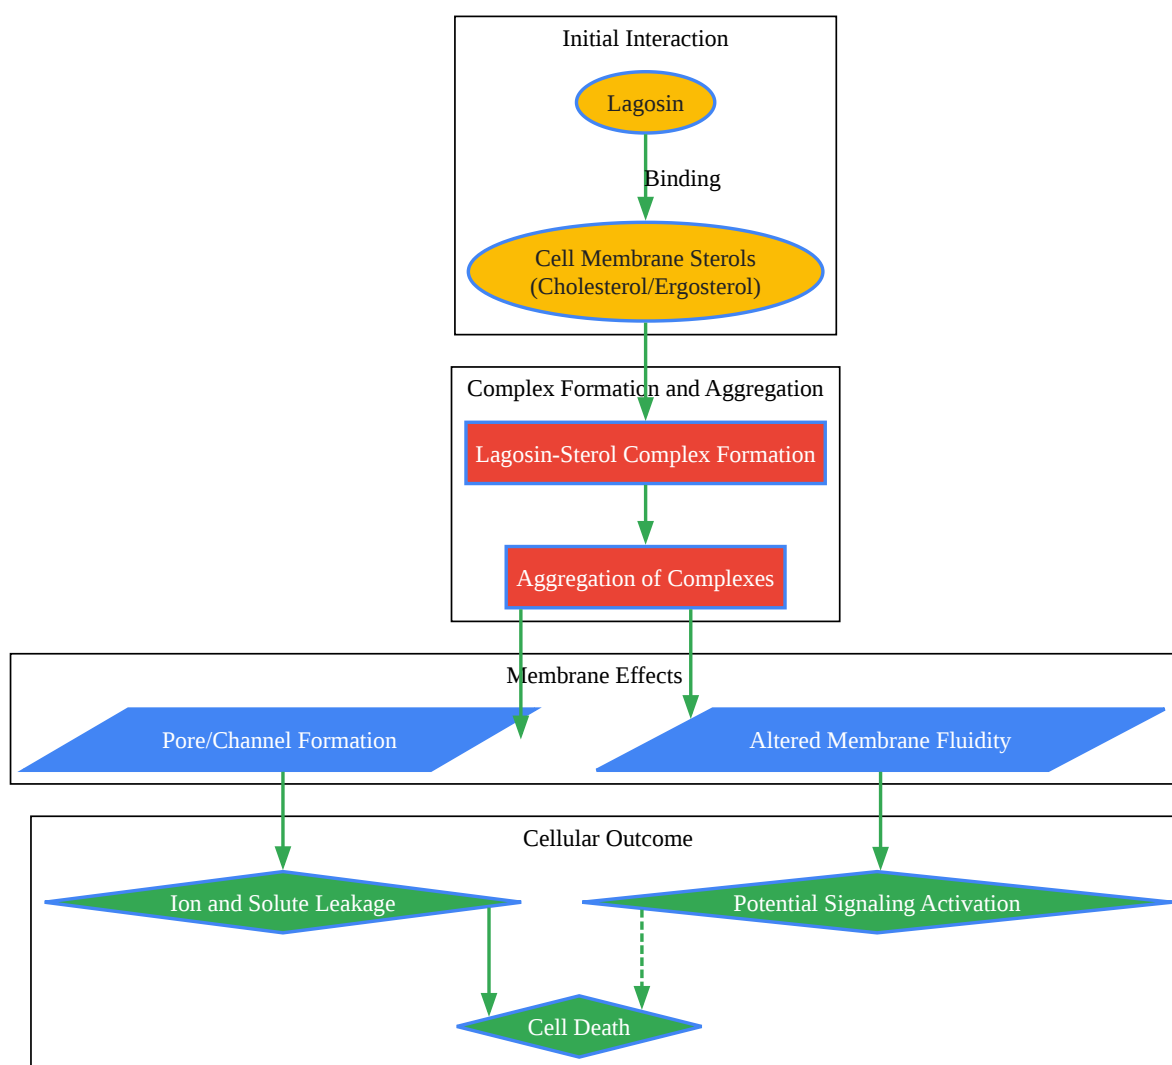 Initial Interaction
Lagosin
Binding
Cell Membrane Sterols
(Cholesterol/Ergosterol)
Complex Formation and Aggregation
Lagosin-Sterol Complex Formation
Aggregation of Complexes
Membrane Effects
Pore/Channel Formation
Altered Membrane Fluidity
Cellular Outcome
Ion and Solute Leakage
Potential Signaling Activation
Cell Death